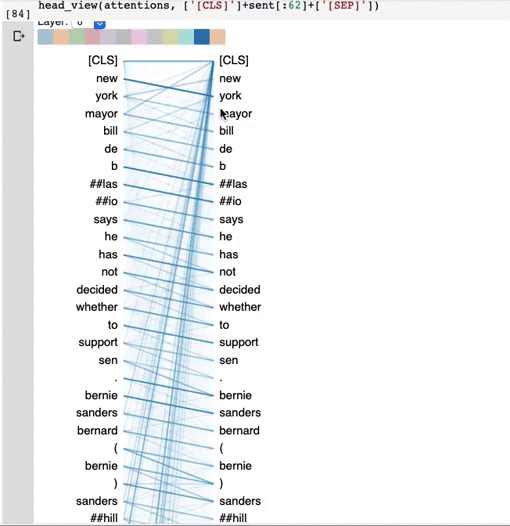 head_view(attentions, ['[CLS]'+sent[:62]+['[SEP]'])
[84]
Layer: 0
[CLS] [CLS]
new new
york york
mayor mayor
bill bill
de de
b b
##las ##las
##io ##io
says says
he he
has has
not not
decided decided
whether whether
to to
support support
sen sen
. .
bernie bernie
sanders sanders
bernard bernard
( (
bernie bernie
) )
sanders sanders
##hill ##hill